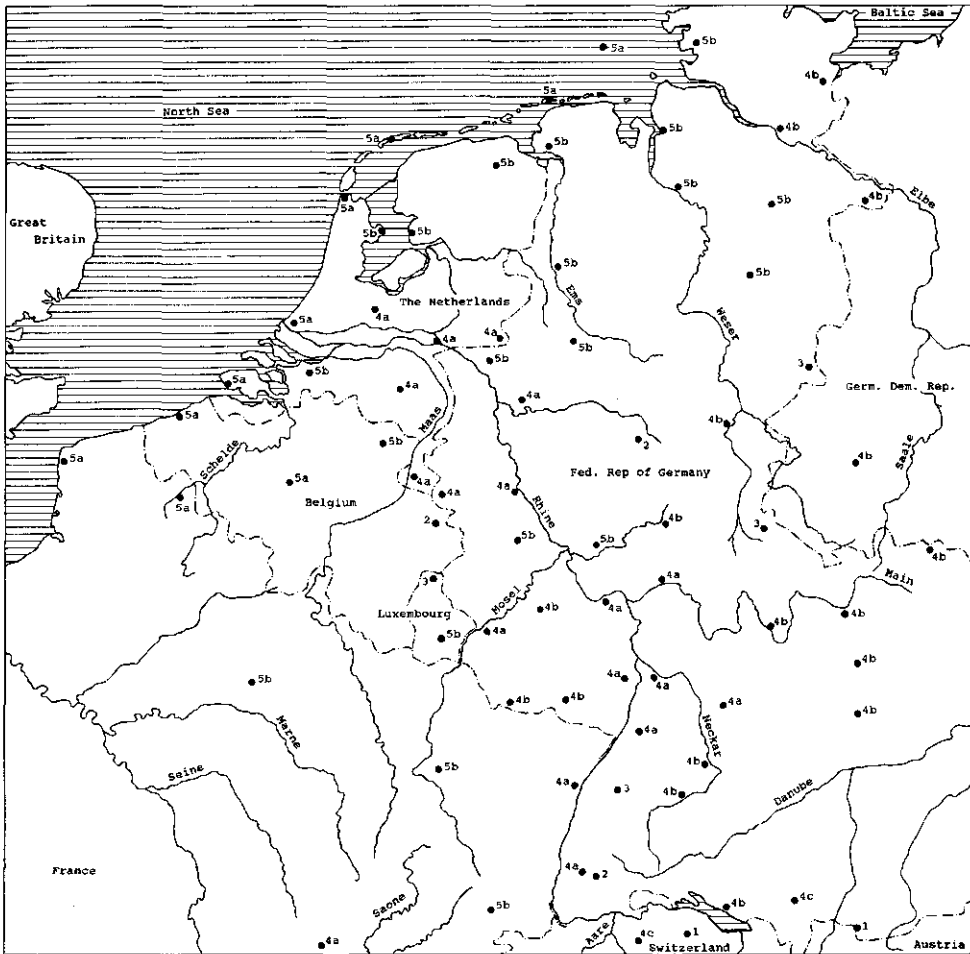 Baltic Sea
5b
5a
4b
5a
North Sea
5a
5b
4b
5b
5b
5b
Elbe
5a
5b
4b
Great
Britain
5b
5b
5b
5b
Ems
The Netherlands
4a
Weser
5a
4a
4a
5b
5b
5b
3
5a
4a
Germ. Dem. Rep.
4a
5a
Maas
4b
5b
2
Schelde
5a
4b
Saale
Fed. Rep of Germany
5a
4a
4a
4a
Rhine
Belgium
5a
2
4b
3
5b
5b
4b
3
4a
Main
Mosel
4a
Luxembourg
4b
4b
4a
4b
5b
4b
4a
4a
5b
4b
4b
4a
4b
Neckar
Marne
4a
4b
5b
Seine
4a
3
4b
Danube
France
4a
2
Saone
4c
4b
5b
Aare
1
1
4a
4c
Switzerland
Austria